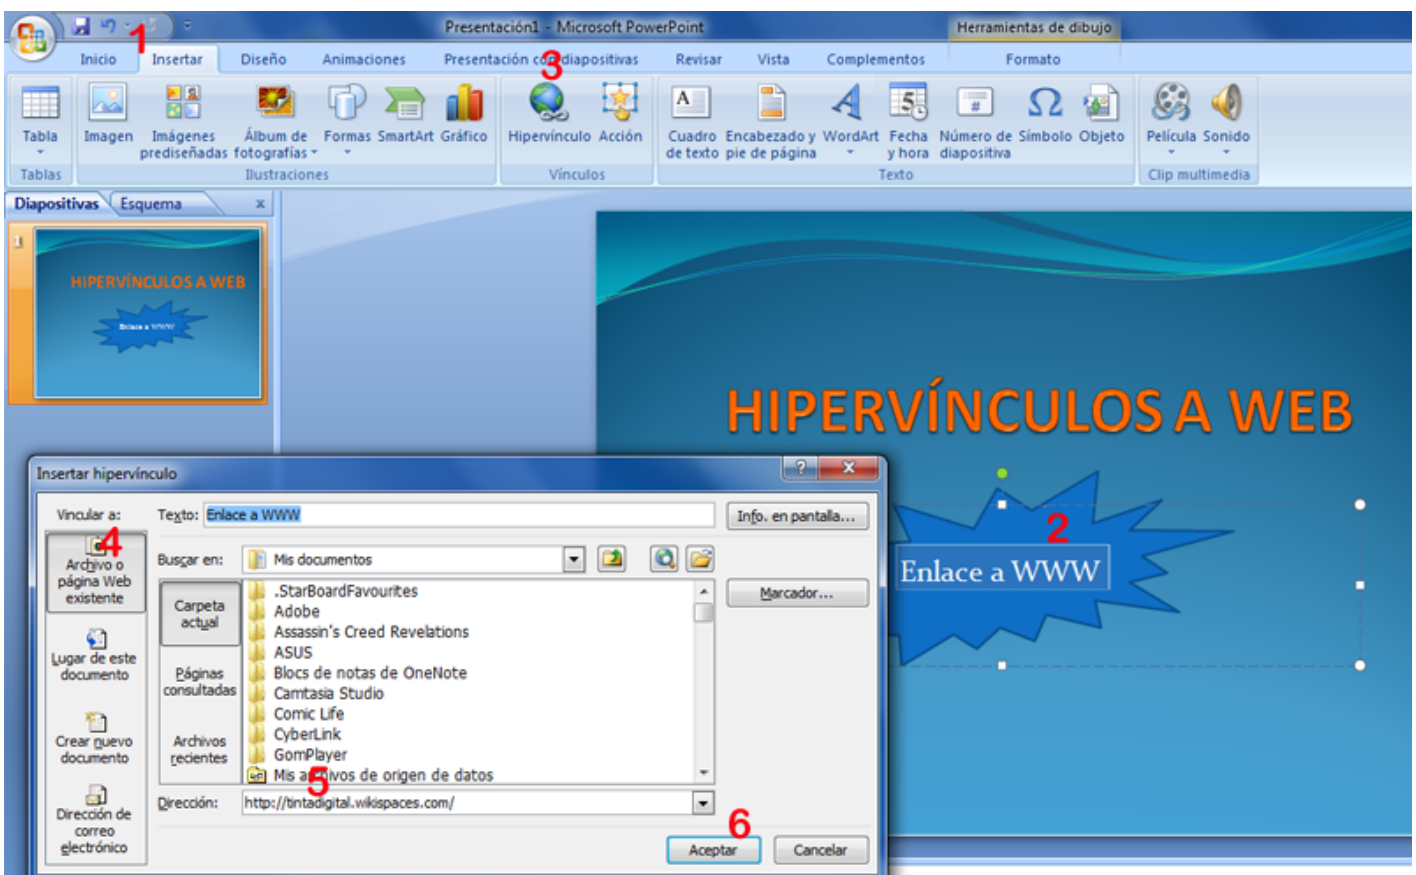 Presentación1 - Microsoft PowerPoint
Herramientas de dibujo
1
Inicio Insertar Diseño Animaciones Presentación con diapositivas Revisar Vista Complementos Formato
3
Tabla Imagen Imágenes prediseñadas Álbum de fotografías Formas SmartArt Gráfico Hipervínculo Acción Cuadro de texto Encabezado y pie de página WordArt Fecha y hora Número de diapositiva Símbolo Objeto Película Sonido
Tablas Ilustraciones Vínculos Texto Clip multimedia
Diapositivas Esquema x
1
HIPERVÍNCULOS A WEB
Enlace a WWW
HIPERVÍNCULOS A WEB
2
Enlace a WWW
Insertar hipervínculo
Vincular a:
Texto: Enlace a WWW
Info. en pantalla...
4
Archivo o
página Web
existente
Lugar de este
documento
Crear nuevo
documento
Dirección de
correo
electrónico
Buscar en: Mis documentos
Carpeta
actual
Páginas
consultadas
Archivos
recientes
.StarBoardFavourites
Adobe
Assassin's Creed Revelations
ASUS
Blocs de notas de OneNote
Camtasia Studio
Comic Life
CyberLink
GomPlayer
Mis archivos de origen de datos
Marcador...
5
Dirección: http://tintadigital.wikispaces.com/
6
Aceptar Cancelar